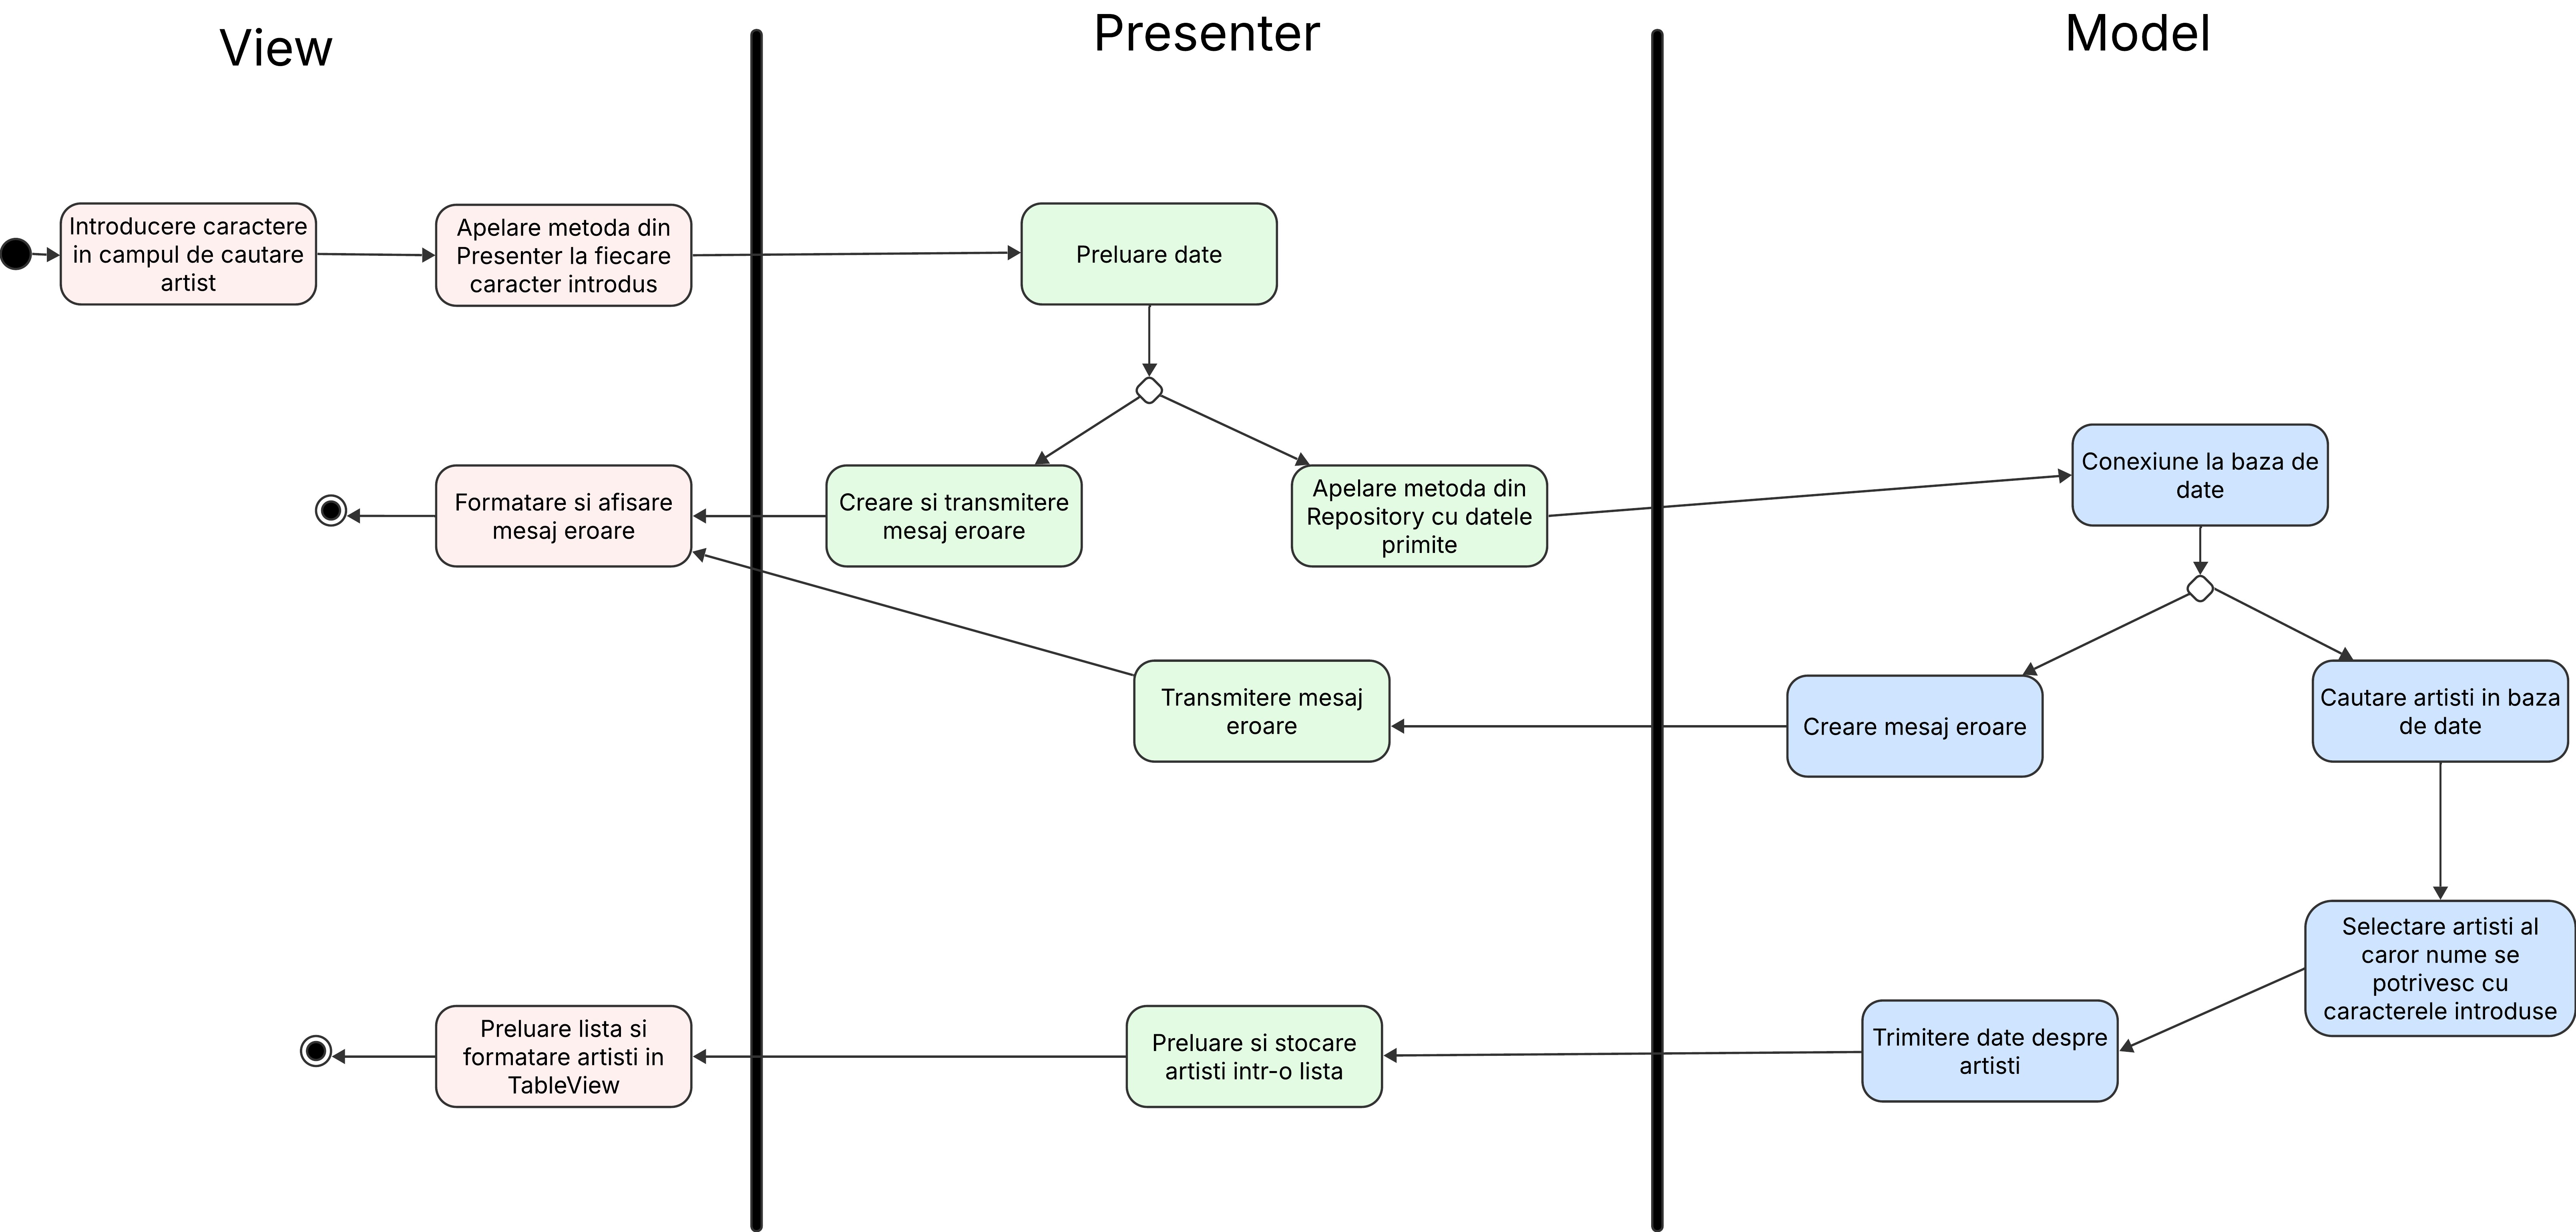 View
Presenter
Model
Introducere caractere
in campul de cautare
artist
Apelare metoda din
Presenter la fiecare
caracter introdus
Preluare date
Formatare si afisare
mesaj eroare
Creare si transmitere
mesaj eroare
Apelare metoda din
Repository cu datele
primite
Conexiune la baza de
date
Transmitere mesaj
eroare
Creare mesaj eroare
Cautare artisti in baza
de date
Selectare artisti al
caror nume se
potrivesc cu
caracterele introduse
Preluare lista si
formatare artisti in
TableView
Preluare si stocare
artisti intr-o lista
Trimitere date despre
artisti